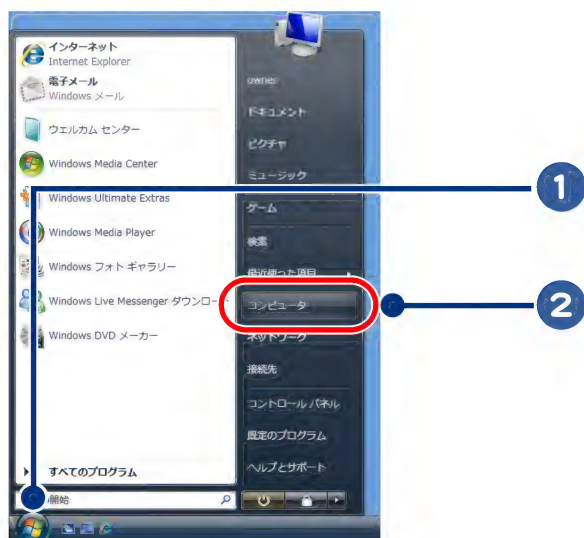 インターネット
Internet Explorer
電子メール
Windows メール
ウエルカム センター
Windows Media Center
Windows Ultimate Extras
Windows Media Player
Windows フォト ギャラリー
Windows Live Messenger ダウンロード
Windows DVD メーカー
すべてのプログラム
開始
owner
ドキュメント
ピクチャ
ミュージック
ゲーム
検索
最近使った項目
コンピュータ
ネットワーク
接続先
コントロール パネル
既定のプログラム
ヘルプとサポート
1
2